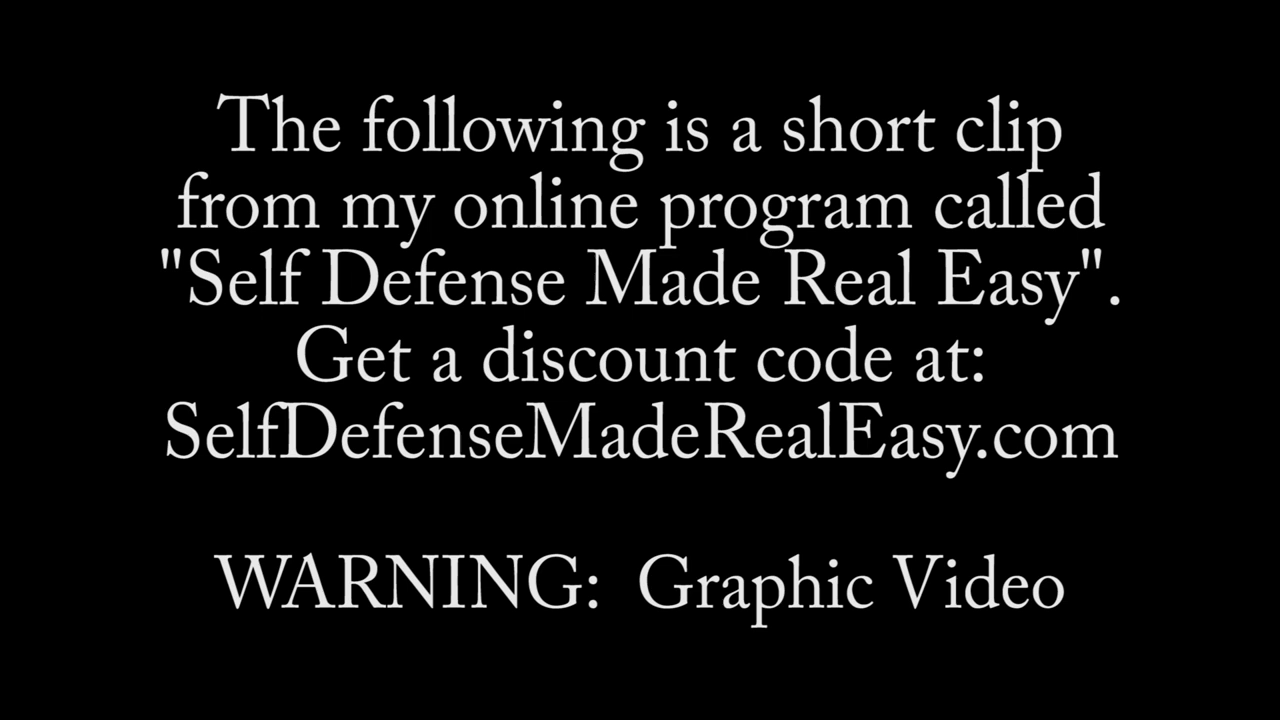 The following is a short clip
from my online program called
"Self Defense Made Real Easy".
Get a discount code at:
SelfDefenseMadeRealEasy.com
WARNING:  Graphic Video